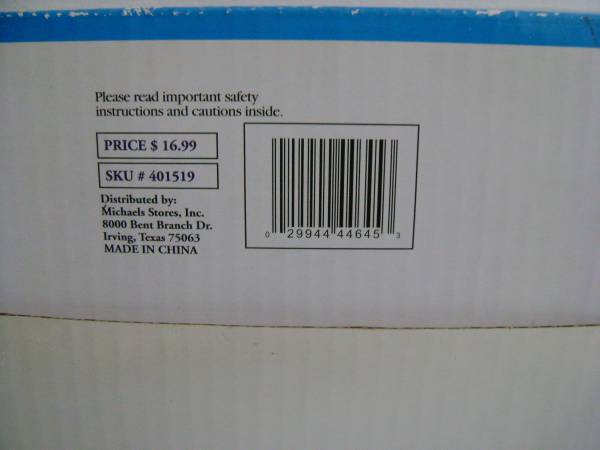 Please read important safety
instructions and cautions inside.
PRICE $ 16.99
SKU # 401519
Distributed by:
Michaels Stores, Inc.
8000 Bent Branch Dr.
Irving, Texas 75063
MADE IN CHINA
0 29944 44645 3